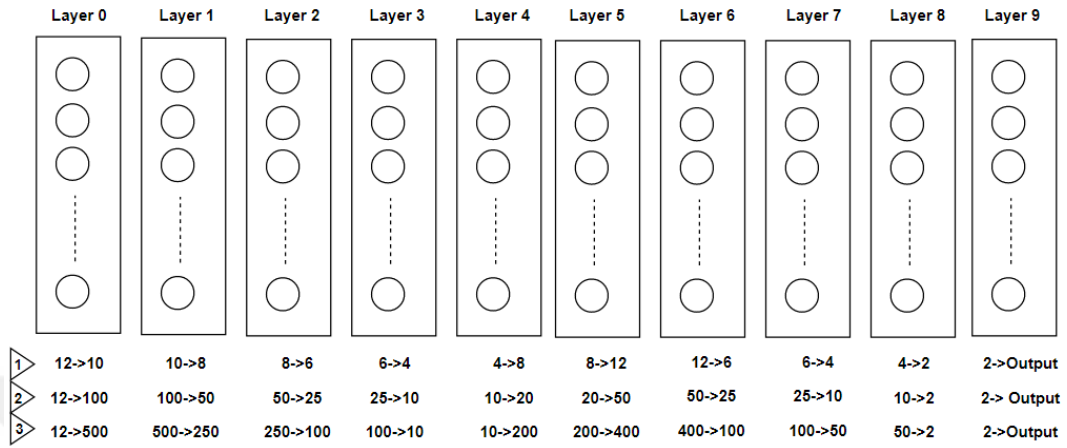 Layer 0 Layer 1 Layer 2 Layer 3 Layer 4 Layer 5 Layer 6 Layer 7 Layer 8 Layer 9
1 12->10 10->8 8->6 6->4 4->8 8->12 12->6 6->4 4->2 2->Output
2 12->100 100->50 50->25 25->10 10->20 20->50 50->25 25->10 10->2 2-> Output
3 12->500 500->250 250->100 100->10 10->200 200->400 400->100 100->50 50->2 2->Output